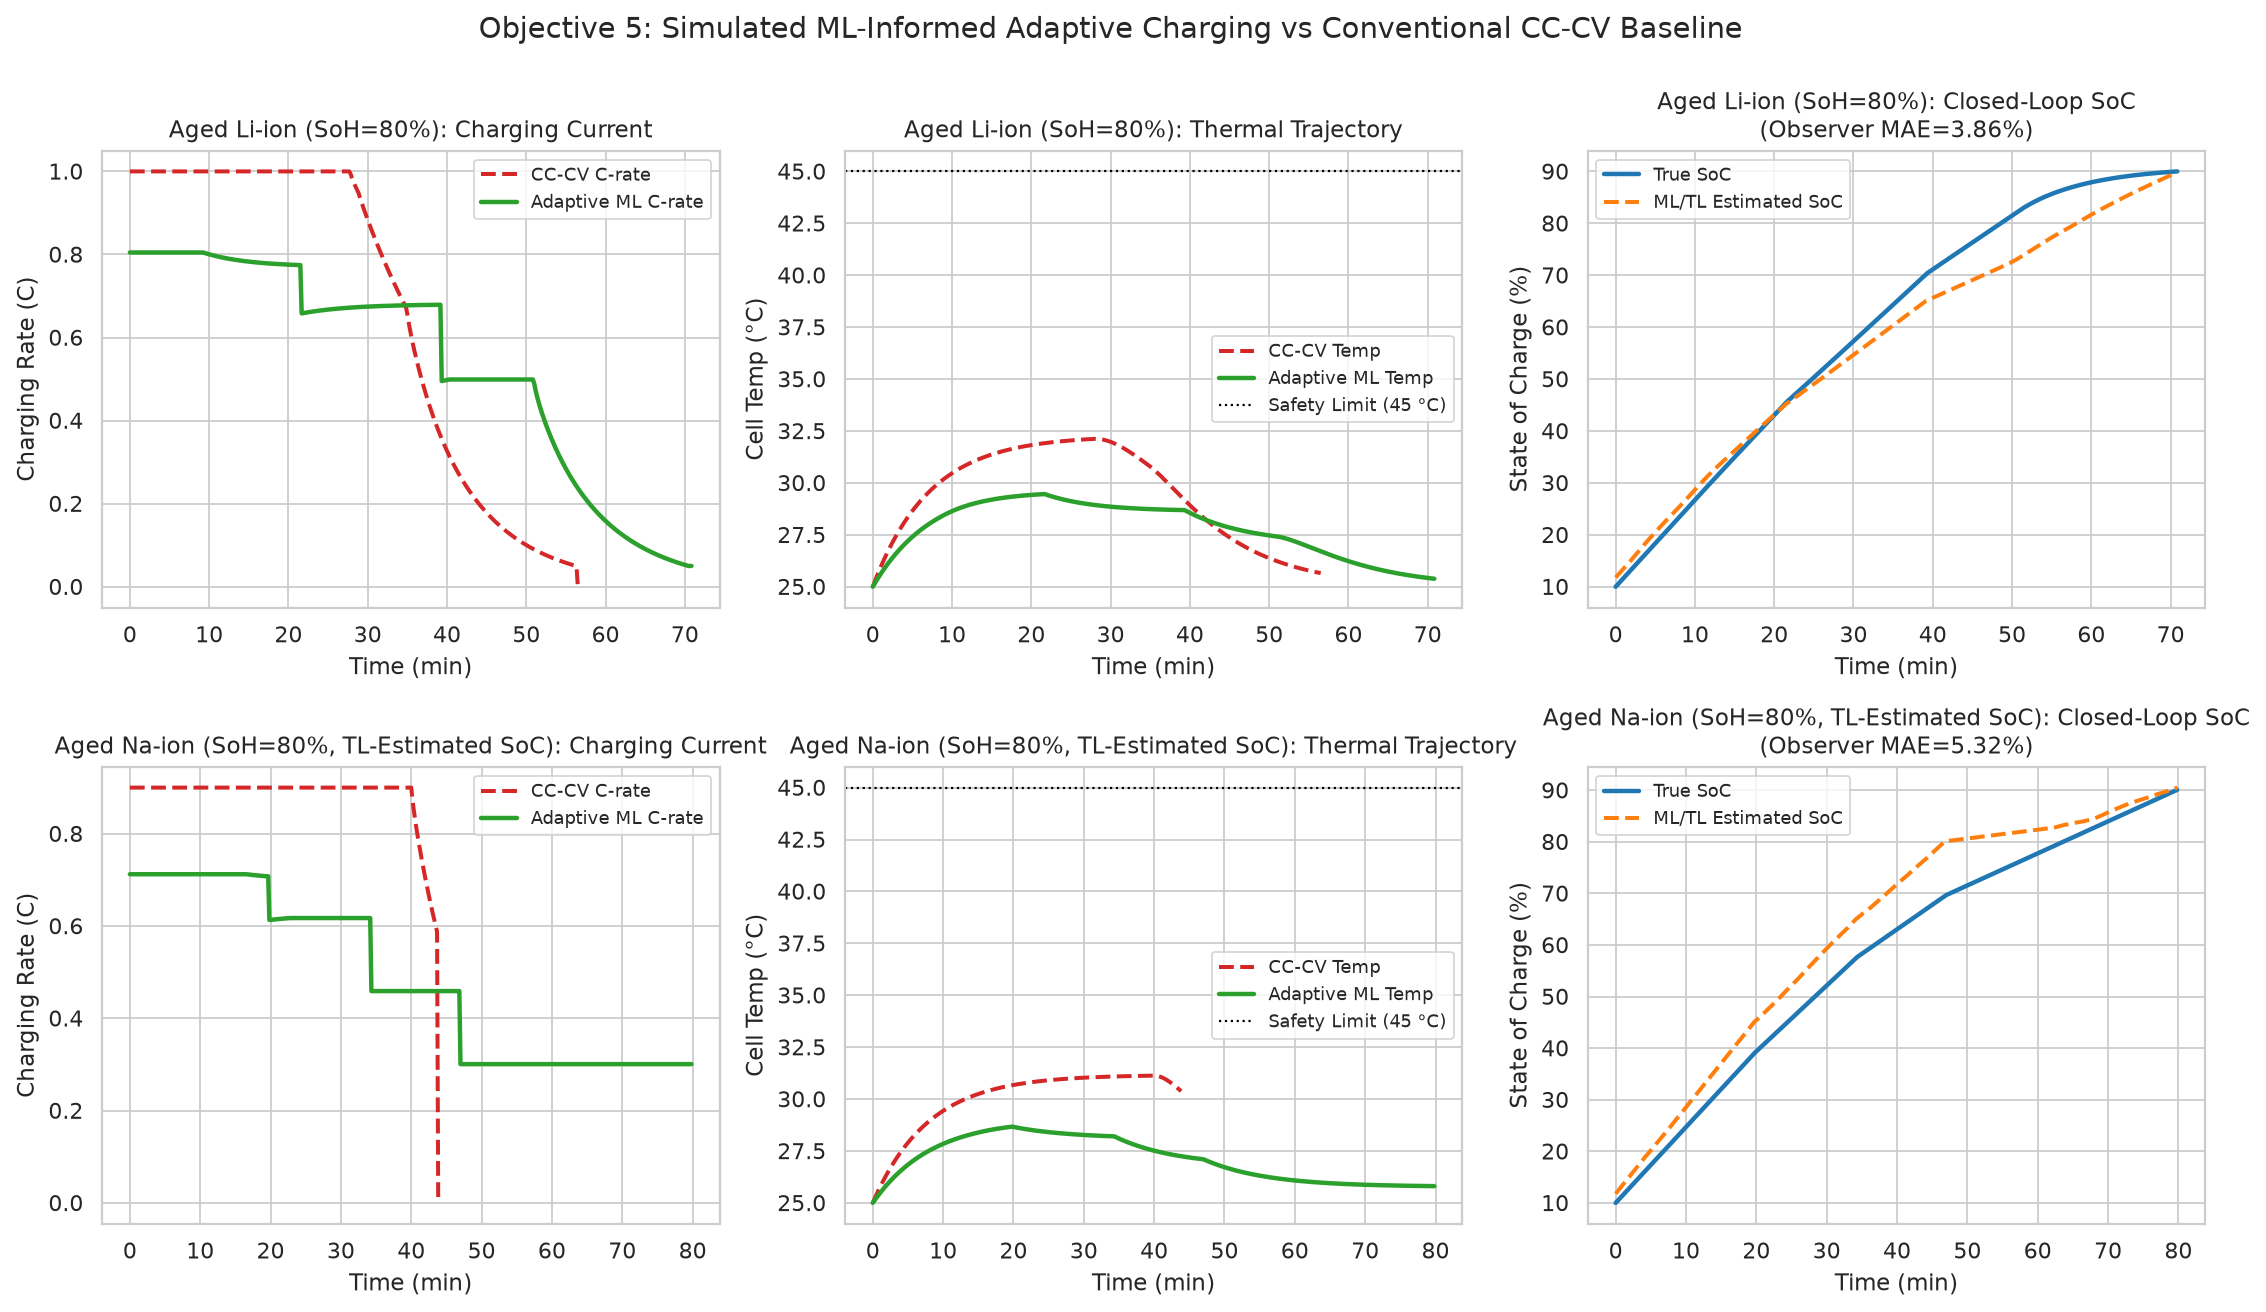 Objective 5: Simulated ML-Informed Adaptive Charging vs Conventional CC-CV Baseline
Aged Li-ion (SoH=80%): Charging Current
Charging Rate (C)
1.0
0.8
0.6
0.4
0.2
0.0
CC-CV C-rate
Adaptive ML C-rate
0 10 20 30 40 50 60 70
Time (min)
Aged Li-ion (SoH=80%): Thermal Trajectory
Cell Temp (°C)
45.0
42.5
40.0
37.5
35.0
32.5
30.0
27.5
25.0
CC-CV Temp
Adaptive ML Temp
Safety Limit (45 °C)
0 10 20 30 40 50 60 70
Time (min)
Aged Li-ion (SoH=80%): Closed-Loop SoC
(Observer MAE=3.86%)
State of Charge (%)
90
80
70
60
50
40
30
20
10
True SoC
ML/TL Estimated SoC
0 10 20 30 40 50 60 70
Time (min)
Aged Na-ion (SoH=80%, TL-Estimated SoC): Charging Current
Charging Rate (C)
0.8
0.6
0.4
0.2
0.0
CC-CV C-rate
Adaptive ML C-rate
0 10 20 30 40 50 60 70 80
Time (min)
Aged Na-ion (SoH=80%, TL-Estimated SoC): Thermal Trajectory
Cell Temp (°C)
45.0
42.5
40.0
37.5
35.0
32.5
30.0
27.5
25.0
CC-CV Temp
Adaptive ML Temp
Safety Limit (45 °C)
0 10 20 30 40 50 60 70 80
Time (min)
Aged Na-ion (SoH=80%, TL-Estimated SoC): Closed-Loop SoC
(Observer MAE=5.32%)
State of Charge (%)
90
80
70
60
50
40
30
20
10
True SoC
ML/TL Estimated SoC
0 10 20 30 40 50 60 70 80
Time (min)